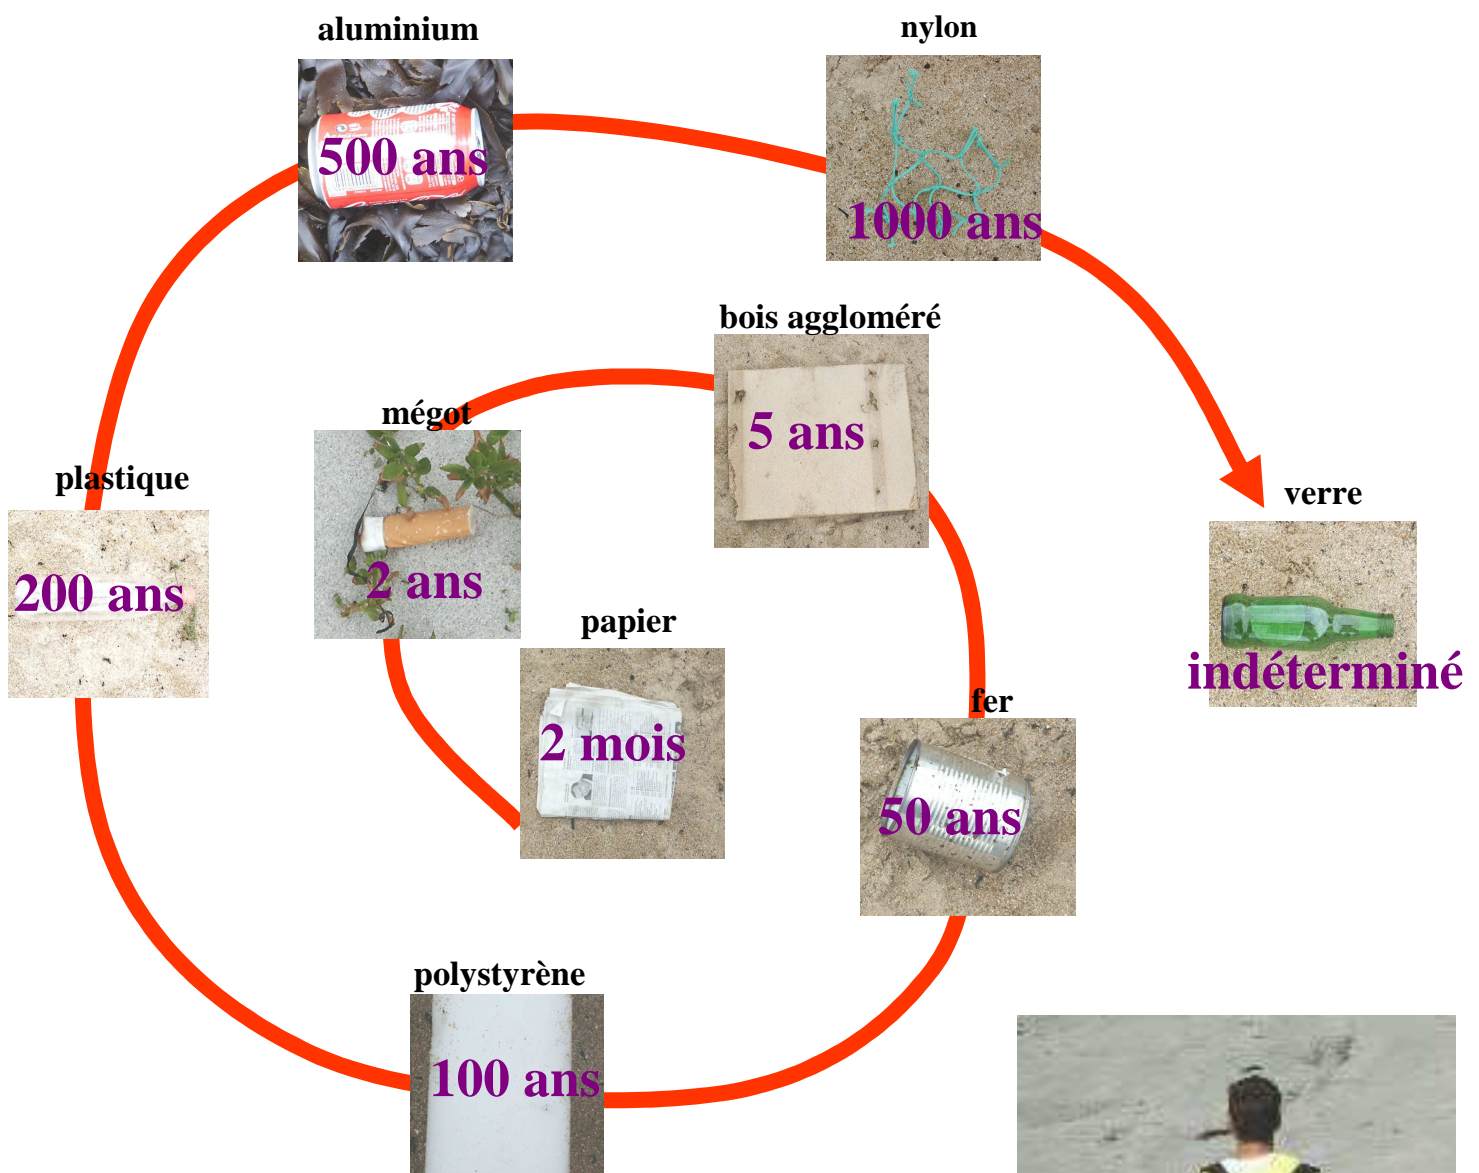 aluminium
500 ans
nylon
1000 ans
bois aggloméré
5 ans
mégot
2 ans
plastique
200 ans
verre
indéterminé
papier
2 mois
fer
50 ans
polystyrène
100 ans